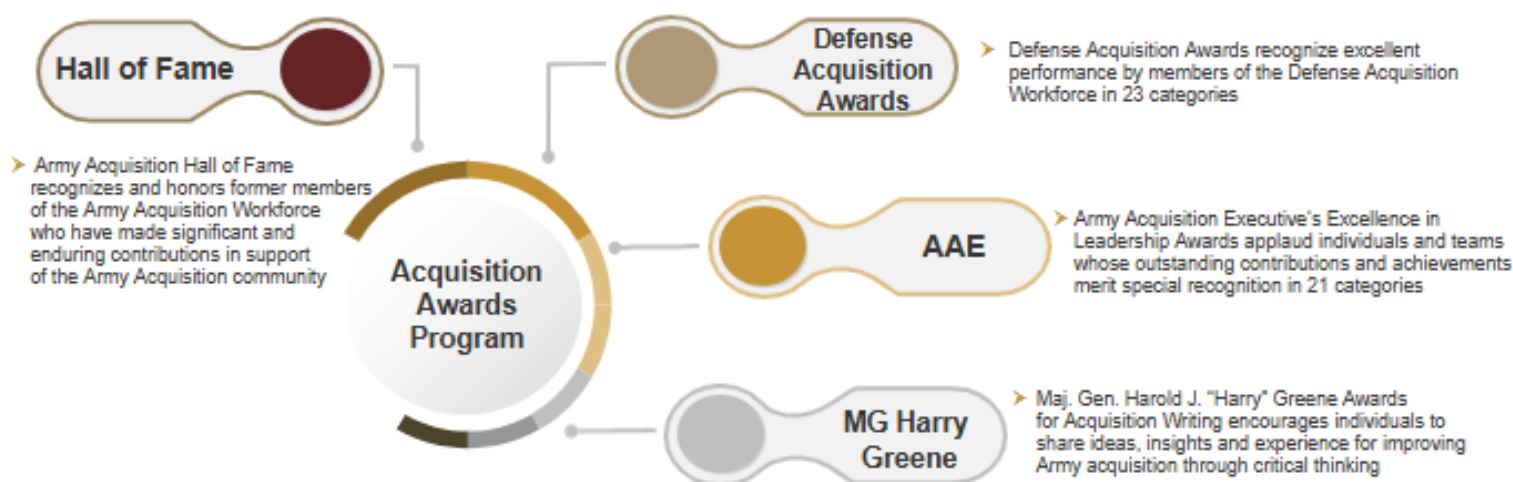 Hall of Fame
Army Acquisition Hall of Fame
recognizes and honors former members
of the Army Acquisition Workforce
who have made significant and
enduring contributions in support
of the Army Acquisition community
Acquisition
Awards
Program
Defense
Acquisition
Awards
Defense Acquisition Awards recognize excellent
performance by members of the Defense Acquisition
Workforce in 23 categories
AAE
Army Acquisition Executive's Excellence in
Leadership Awards applaud individuals and teams
whose outstanding contributions and achievements
merit special recognition in 21 categories
MG Harry
Greene
Maj. Gen. Harold J. "Harry" Greene Awards
for Acquisition Writing encourages individuals to
share ideas, insights and experience for improving
Army acquisition through critical thinking